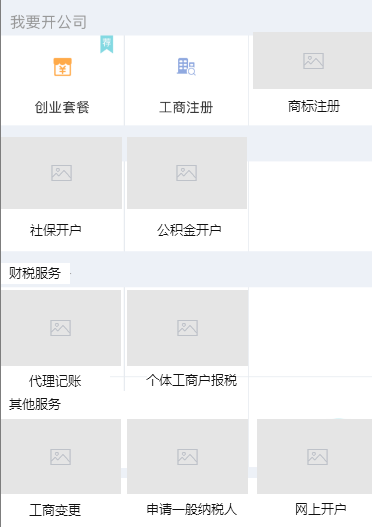 我要开公司
荐
创业套餐
工商注册
商标注册
社保开户
公积金开户
财税服务
代理记账
个体工商户报税
其他服务
工商变更
申请一般纳税人
网上开户